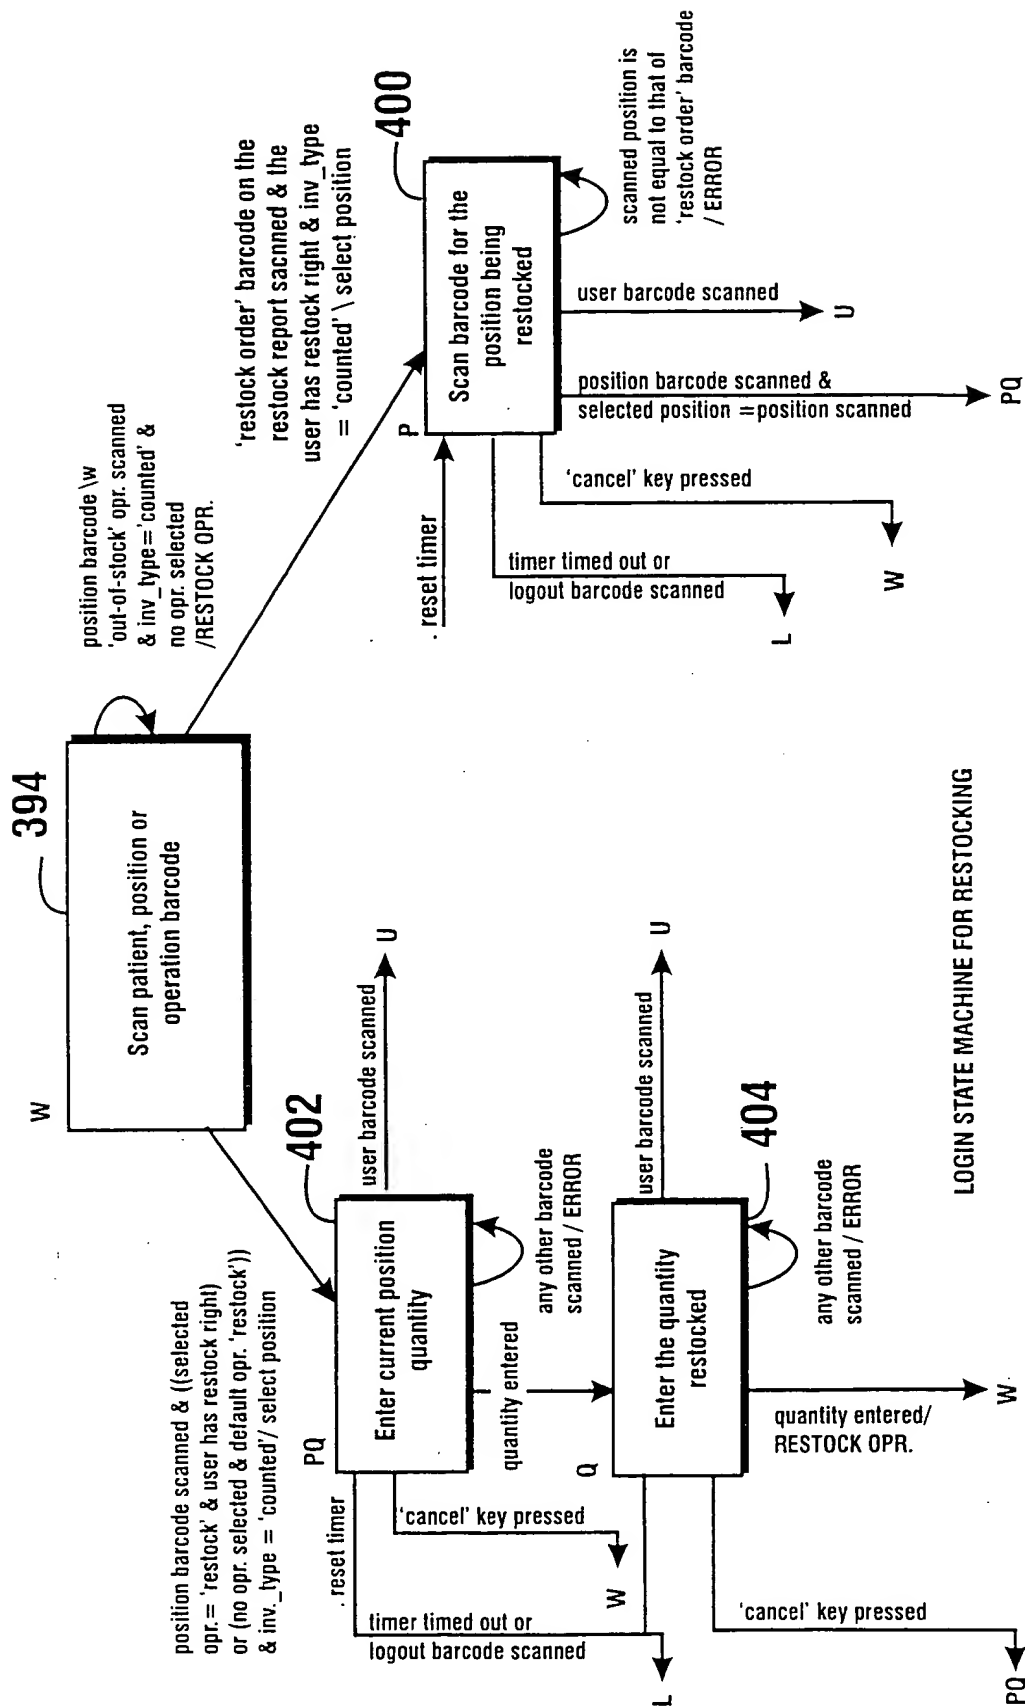 394
W
Scan patient, position or
operation barcode
position barcode \w
'out-of-stock' opr. scanned
& inv_type='counted' &
no opr. selected
/RESTOCK OPR.
position barcode scanned & ((selected
opr.= 'restock' & user has restock right)
or (no opr. selected & default opr. 'restock'))
& inv._type = 'counted'/ select position
'restock order' barcode on the
restock report sacnned & the
user has restock right & inv_type
= 'counted' \ select position
402
PQ
Enter current position
quantity
user barcode scanned
U
any other barcode
scanned / ERROR
quantity entered
. reset timer
'cancel' key pressed
W
timer timed out or
logout barcode scanned
L
Q
Enter the quantity
restocked
404
user barcode scanned
U
any other barcode
scanned / ERROR
quantity entered/
RESTOCK OPR.
W
'cancel' key pressed
PQ
400
P
Scan barcode for the
position being
restocked
scanned position is
not equal to that of
'restock order' barcode
/ ERROR
user barcode scanned
U
position barcode scanned &
selected position =position scanned
PQ
'cancel' key pressed
W
. reset timer
timer timed out or
logout barcode scanned
L
LOGIN STATE MACHINE FOR RESTOCKING